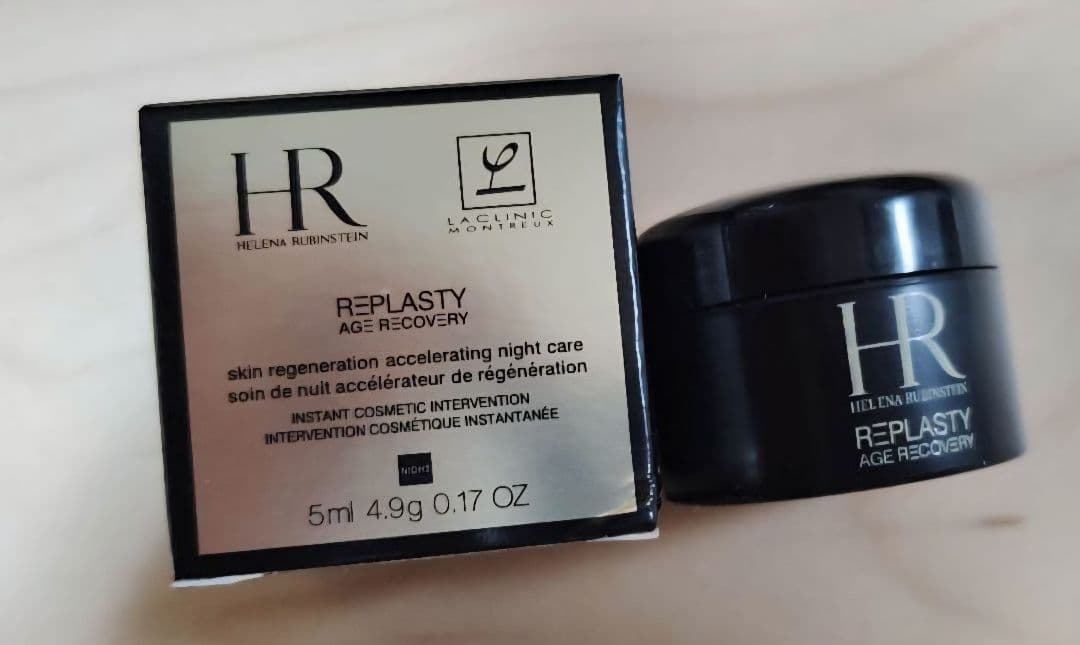 HR
HELENA RUBINSTEIN
LACLINIC
MONTREUX
REPLASTY
AGE RECOVERY
skin regeneration accelerating night care
soin de nuit accélérateur de régénération
INSTANT COSMETIC INTERVENTION
INTERVENTION COSMÉTIQUE INSTANTANÉE
NIGHT
5ml 4.9g 0.17 OZ
HR
HELENA RUBINSTEIN
REPLASTY
AGE RECOVERY